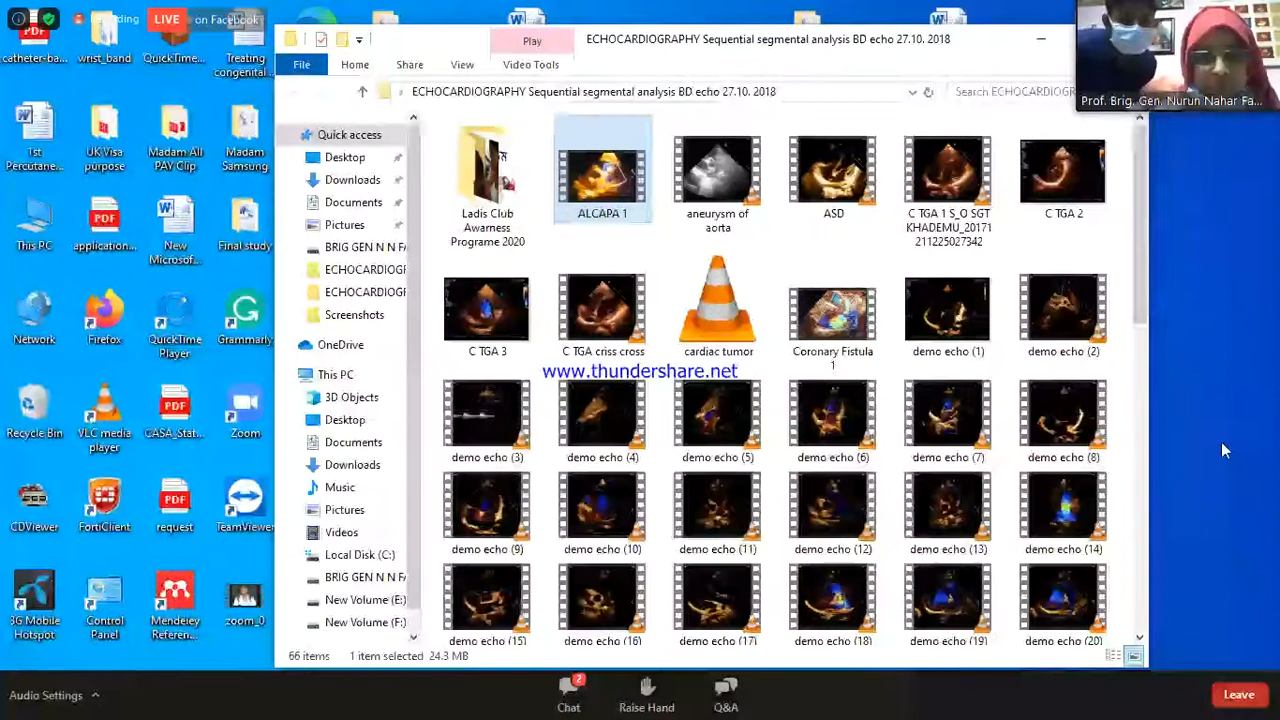 LIVE on Facebook
catheter-ba...
wrist_band
QuickTime...
Treating congenital...
1st Percutane...
UK Visa purpose
Madam All PAY Clip
Madam Samsung
This PC
application...
New Microsof...
Final study
Network
Firefox
QuickTime Player
Grammarly
Recycle Bin
VLC media player
CASA_Stat...
Zoom
CDViewer
FortiClient
request
TeamViewer
3G Mobile Hotspot
Control Panel
Mendeley Referen...
zoom_0
Play
ECHOCARDIOGRAPHY Sequential segmental analysis BD echo 27.10. 2018
File
Home
Share
View
Video Tools
ECHOCARDIOGRAPHY Sequential segmental analysis BD echo 27.10. 2018
Search ECHOCARDIOGR
Prof. Brig. Gen. Nurun Nahar Fa...
Quick access
Desktop
Downloads
Documents
Pictures
BRIG GEN N N FA
ECHOCARDIOGR
ECHOCARDIOGR
Screenshots
OneDrive
This PC
3D Objects
Desktop
Documents
Downloads
Music
Pictures
Videos
Local Disk (C:)
BRIG GEN N N FA
New Volume (E:)
New Volume (F:)
Ladis Club Awarness Programe 2020
ALCAPA 1
aneurysm of aorta
ASD
C TGA 1 S_O SGT KHADEMU_20171211225027342
C TGA 2
C TGA 3
C TGA criss cross
cardiac tumor
Coronary Fistula 1
demo echo (1)
demo echo (2)
www.thundershare.net
demo echo (3)
demo echo (4)
demo echo (5)
demo echo (6)
demo echo (7)
demo echo (8)
demo echo (9)
demo echo (10)
demo echo (11)
demo echo (12)
demo echo (13)
demo echo (14)
demo echo (15)
demo echo (16)
demo echo (17)
demo echo (18)
demo echo (19)
demo echo (20)
66 items
1 item selected 24.3 MB
Audio Settings
2
Chat
Raise Hand
Q&A
Leave